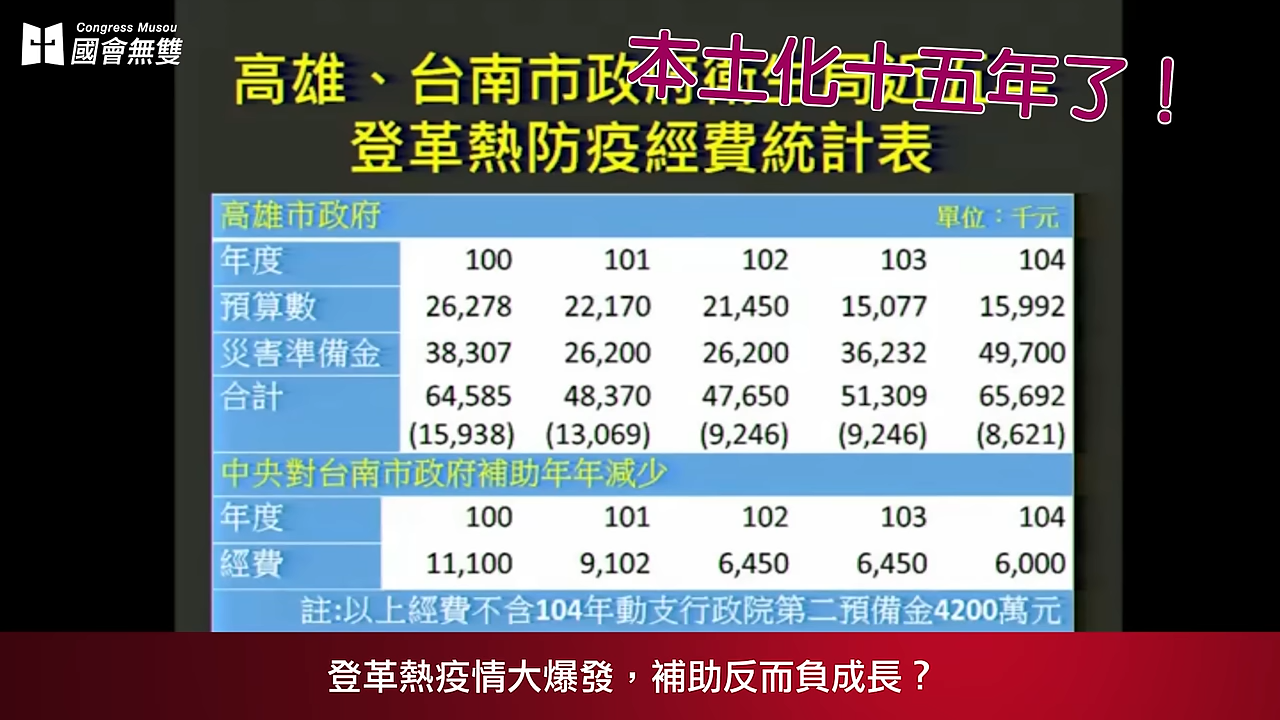 Congress Musou
國會無雙
本土化十五年了！
高雄、台南市政府衛生局近五年
登革熱防疫經費統計表
高雄市政府 單位：千元
年度 100 101 102 103 104
預算數 26,278 22,170 21,450 15,077 15,992
災害準備金 38,307 26,200 26,200 36,232 49,700
合計 64,585 48,370 47,650 51,309 65,692
(15,938) (13,069) (9,246) (9,246) (8,621)
中央對台南市政府補助年年減少
年度 100 101 102 103 104
經費 11,100 9,102 6,450 6,450 6,000
註:以上經費不含104年動支行政院第二預備金4200萬元
登革熱疫情大爆發，補助反而負成長？